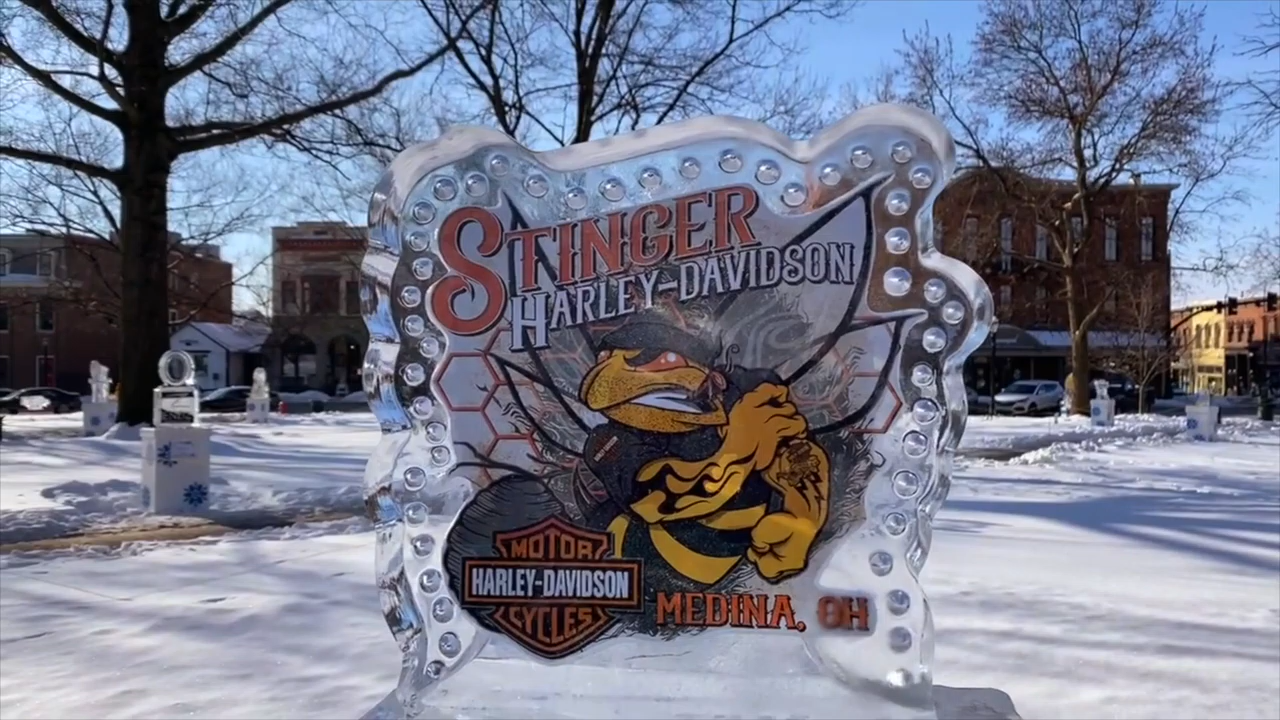 STINGER
HARLEY-DAVIDSON
MOTOR
HARLEY-DAVIDSON
CYCLES
MEDINA, OH